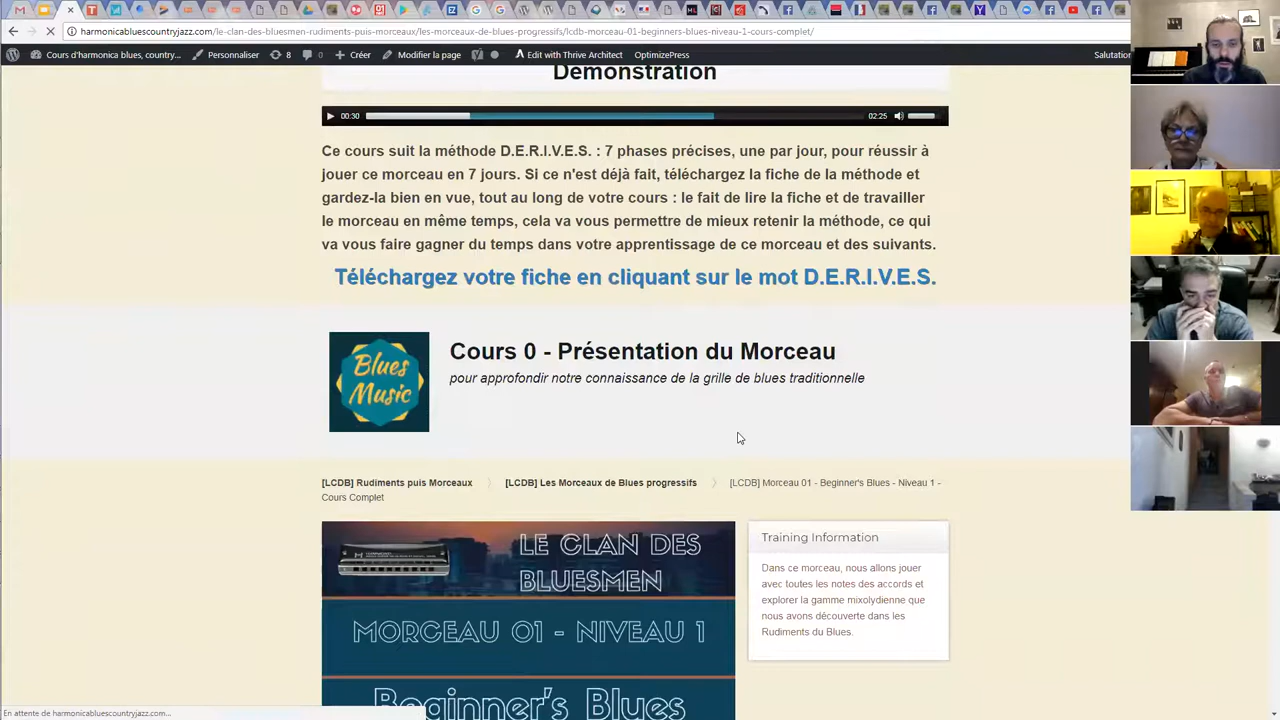 harmonicabluescountryjazz.com/le-clan-des-bluesmen-rudiments-puis-morceaux/les-morceaux-de-blues-progressifs/lcdb-morceau-01-beginners-blues-niveau-1-cours-complet/
Cours d'harmonica blues, country... Personnaliser 8 0 Créer Modifier la page Edit with Thrive Architect OptimizePress Salutation
Démonstration
00:30 02:25
Ce cours suit la méthode D.E.R.I.V.E.S. : 7 phases précises, une par jour, pour réussir à
jouer ce morceau en 7 jours. Si ce n'est déjà fait, téléchargez la fiche de la méthode et
gardez-la bien en vue, tout au long de votre cours : le fait de lire la fiche et de travailler
le morceau en même temps, cela va vous permettre de mieux retenir la méthode, ce qui
va vous faire gagner du temps dans votre apprentissage de ce morceau et des suivants.
Téléchargez votre fiche en cliquant sur le mot D.E.R.I.V.E.S.
Blues
Music
Cours 0 - Présentation du Morceau
pour approfondir notre connaissance de la grille de blues traditionnelle
[LCDB] Rudiments puis Morceaux [LCDB] Les Morceaux de Blues progressifs [LCDB] Morceau 01 - Beginner's Blues - Niveau 1 -
Cours Complet
LE CLAN DES
BLUESMEN
MORCEAU 01 - NIVEAU 1
Beginner's Blues
Training Information
Dans ce morceau, nous allons jouer
avec toutes les notes des accords et
explorer la gamme mixolydienne que
nous avons découverte dans les
Rudiments du Blues.
En attente de harmonicabluescountryjazz.com...